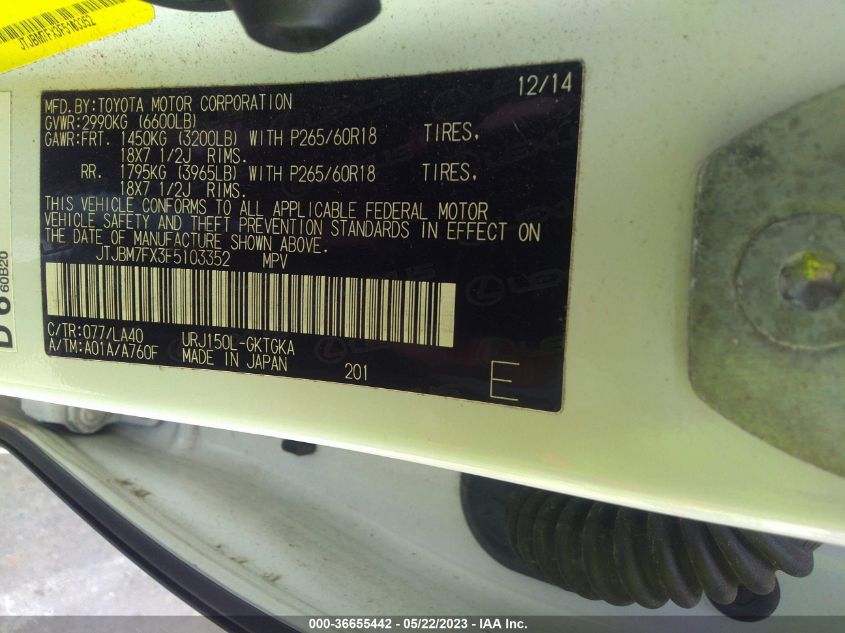 JTJBM7FX3F5103352
12/14
MFD.BY:TOYOTA MOTOR CORPORATION
GVWR:2990KG (6600LB)
GAWR:FRT. 1450KG (3200LB) WITH P265/60R18 TIRES,
18X7 1/2J RIMS.
RR. 1795KG (3965LB) WITH P265/60R18 TIRES,
18X7 1/2J RIMS.
THIS VEHICLE CONFORMS TO ALL APPLICABLE FEDERAL MOTOR
VEHICLE SAFETY AND THEFT PREVENTION STANDARDS IN EFFECT ON
THE DATE OF MANUFACTURE SHOWN ABOVE.
JTJBM7FX3F5103352 MPV
C/TR:077/LA40 URJ150L-GKTGKA
A/TM:A01A/A760F MADE IN JAPAN 201 E
D6
60B20
LEXUS
000-36655442 - 05/22/2023 - IAA Inc.